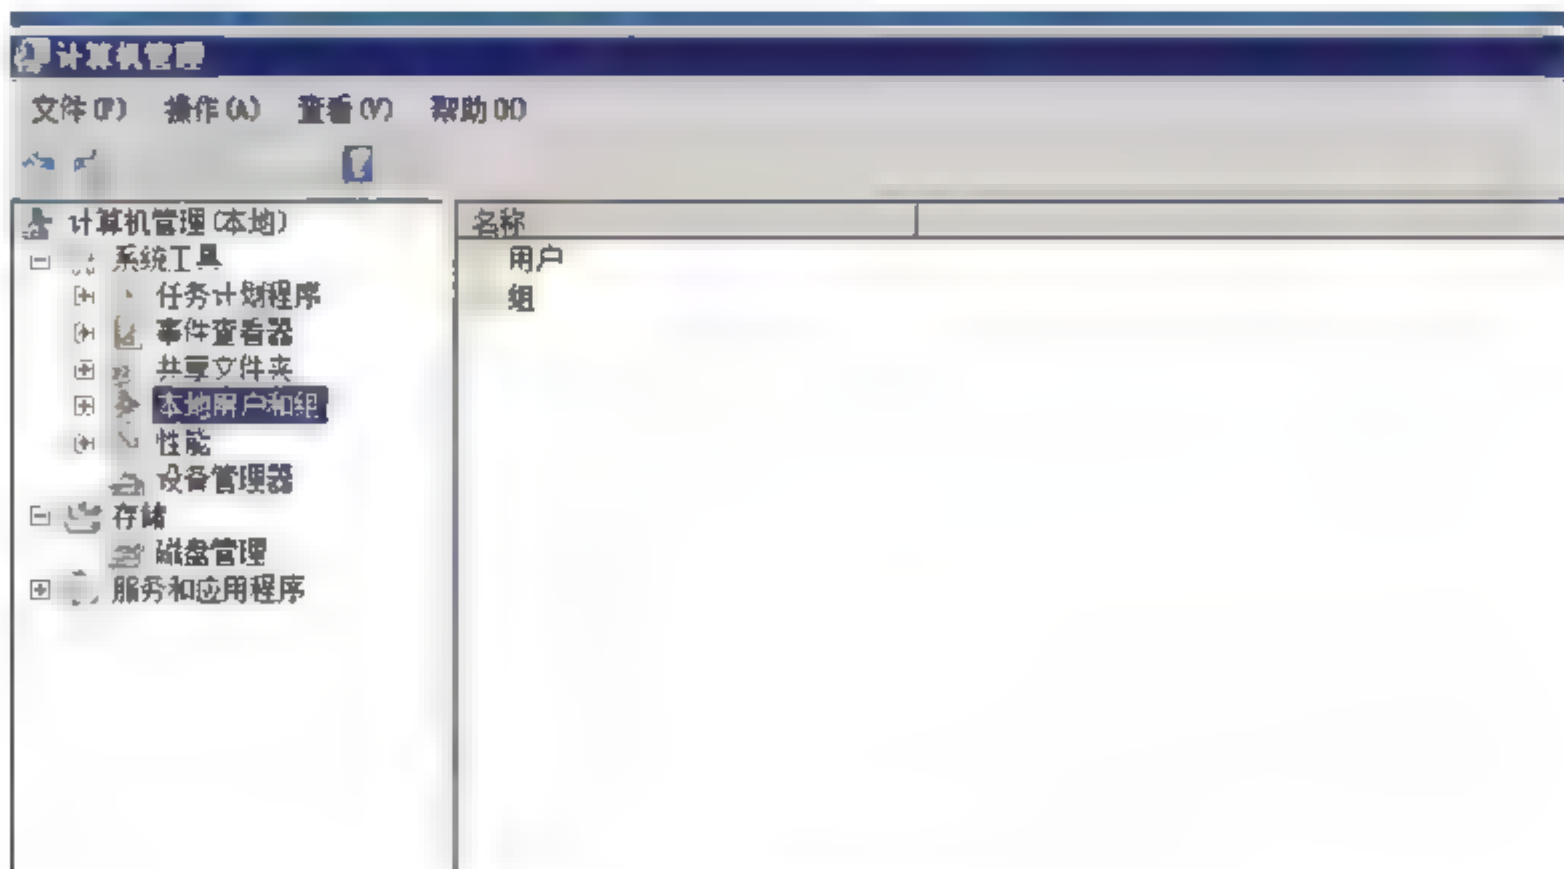 计算机管理
文件(F) 操作(A) 查看(V) 帮助(H)
计算机管理(本地)
系统工具
任务计划程序
事件查看器
共享文件夹
本地用户和组
性能
设备管理器
存储
磁盘管理
服务和应用程序
名称
用户
组